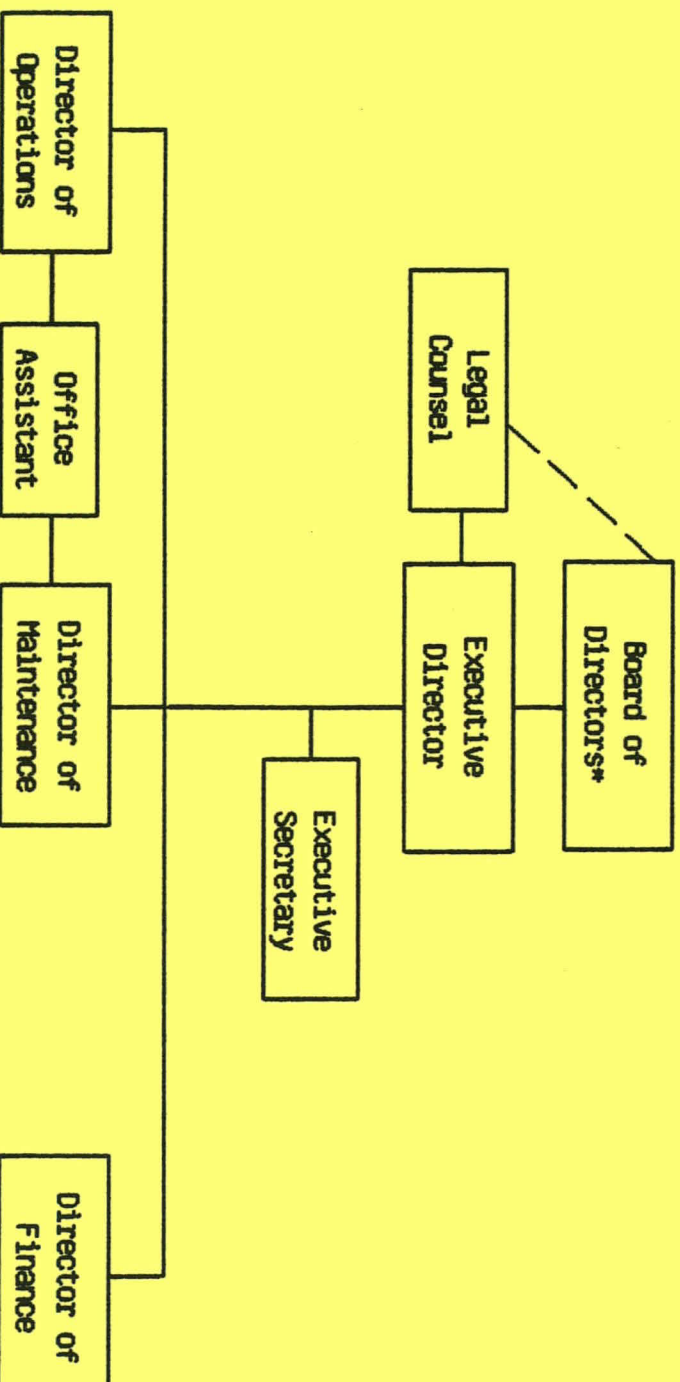 Board of
Directors*
Legal
Counsel
Executive
Director
Executive
Secretary
Director of
Operations
Office
Assistant
Director of
Maintenance
Director of
Finance